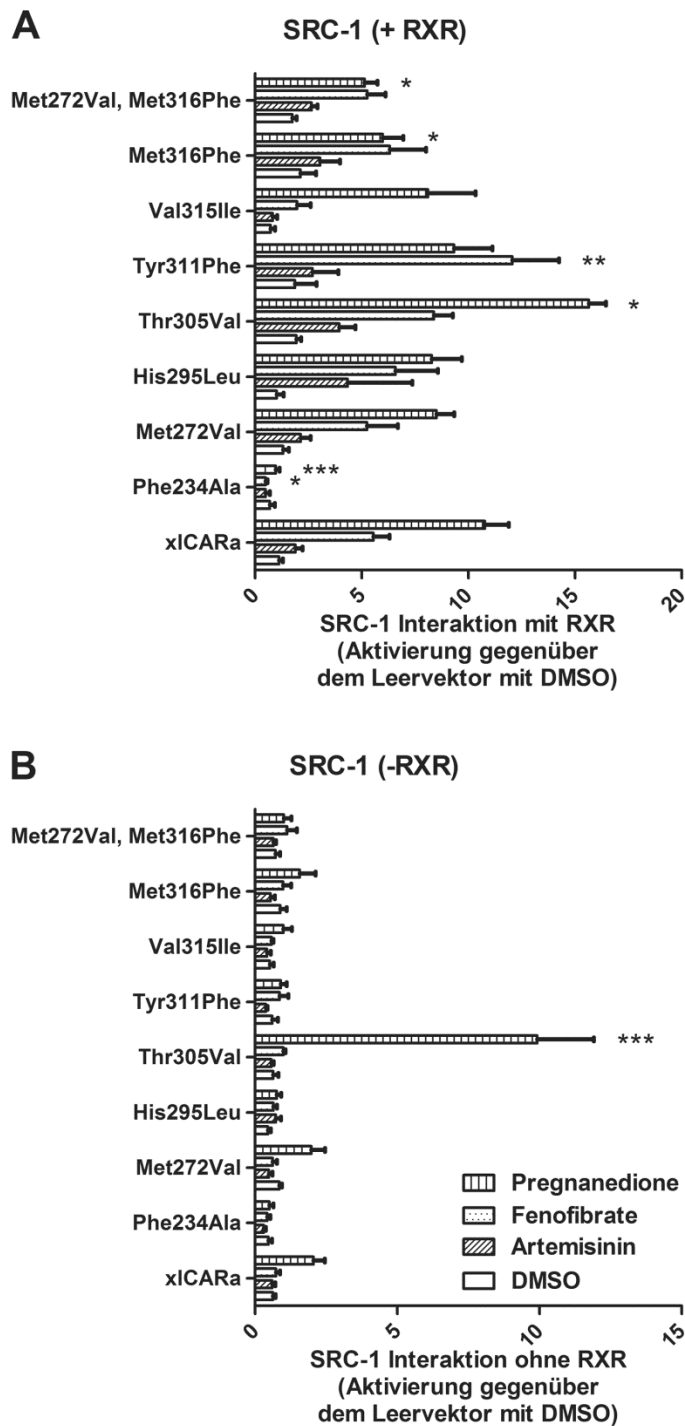 A
SRC-1 (+ RXR)
Met272Val, Met316Phe
*
Met316Phe
*
Val315Ile
Tyr311Phe
**
Thr305Val
*
His295Leu
Met272Val
Phe234Ala
***
*
xlCARa
0 5 10 15 20
SRC-1 Interaktion mit RXR
(Aktivierung gegenüber
dem Leervektor mit DMSO)
B
SRC-1 (-RXR)
Met272Val, Met316Phe
Met316Phe
Val315Ile
Tyr311Phe
Thr305Val
***
His295Leu
Met272Val
Phe234Ala
xlCARa
Pregnanedione
Fenofibrate
Artemisinin
DMSO
0 5 10 15
SRC-1 Interaktion ohne RXR
(Aktivierung gegenüber
dem Leervektor mit DMSO)